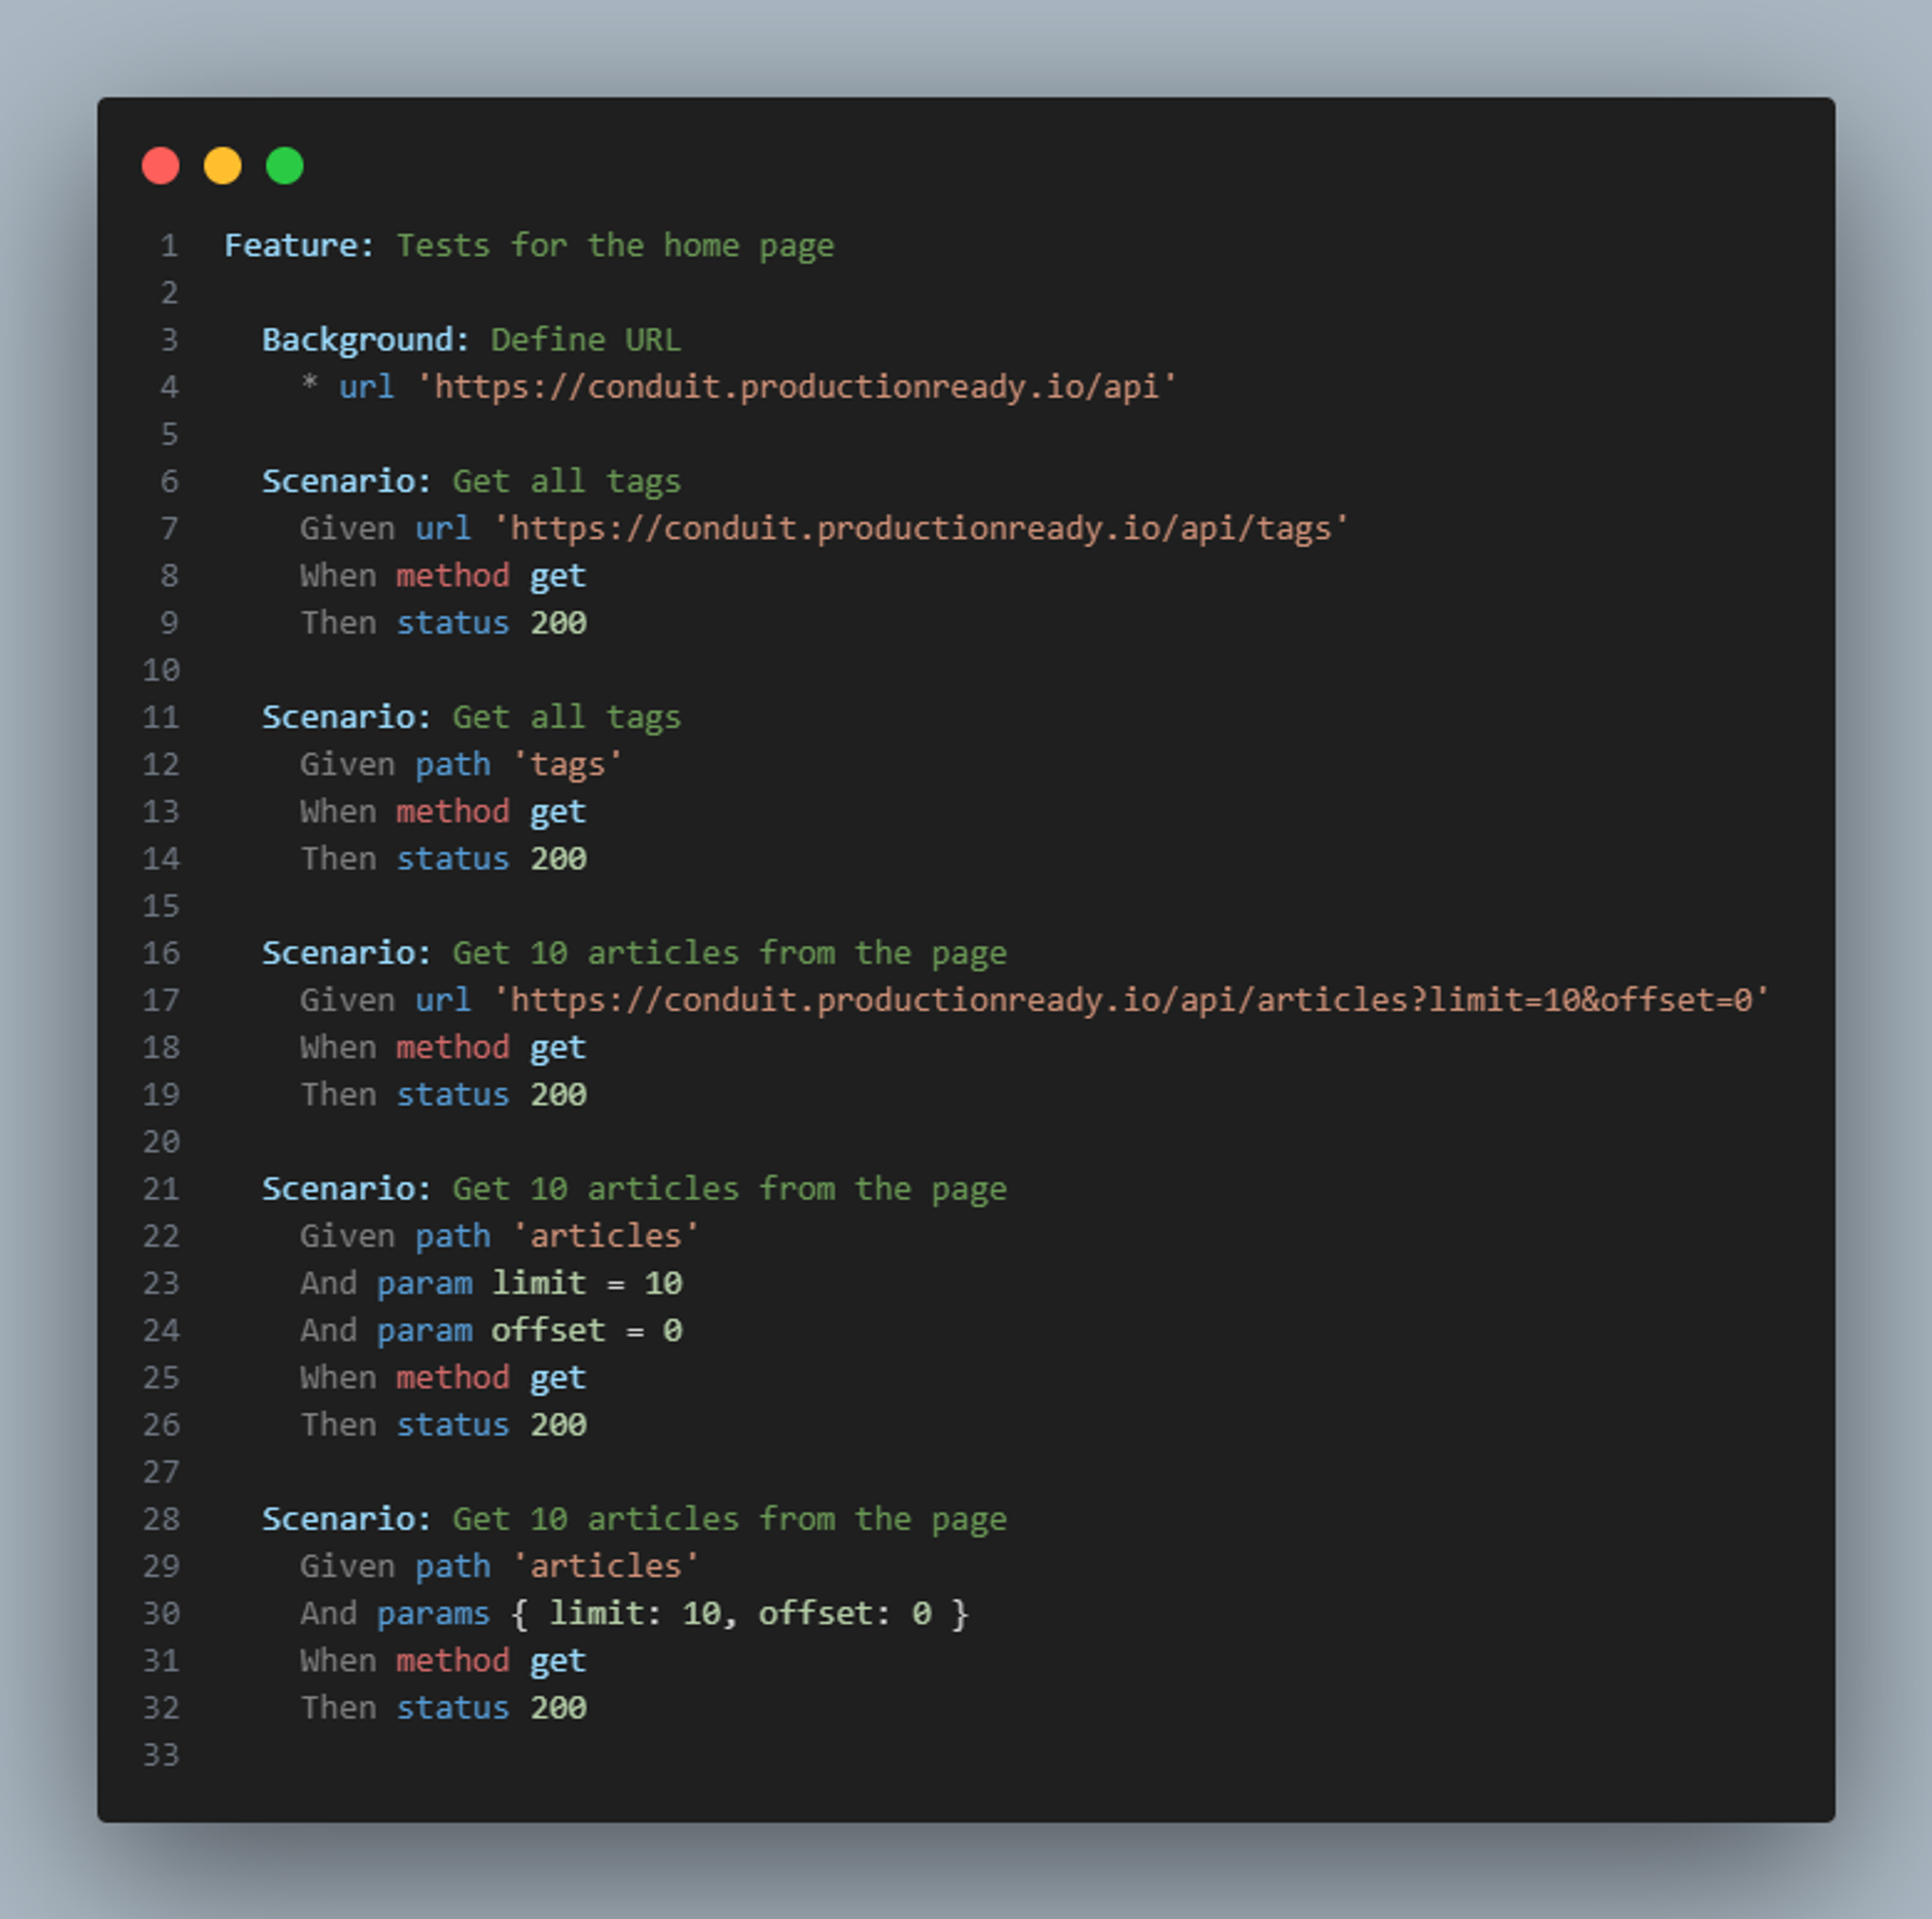 1 Feature: Tests for the home page
2
3 Background: Define URL
4 * url 'https://conduit.productionready.io/api'
5
6 Scenario: Get all tags
7 Given url 'https://conduit.productionready.io/api/tags'
8 When method get
9 Then status 200
10
11 Scenario: Get all tags
12 Given path 'tags'
13 When method get
14 Then status 200
15
16 Scenario: Get 10 articles from the page
17 Given url 'https://conduit.productionready.io/api/articles?limit=10&offset=0'
18 When method get
19 Then status 200
20
21 Scenario: Get 10 articles from the page
22 Given path 'articles'
23 And param limit = 10
24 And param offset = 0
25 When method get
26 Then status 200
27
28 Scenario: Get 10 articles from the page
29 Given path 'articles'
30 And params { limit: 10, offset: 0 }
31 When method get
32 Then status 200
33